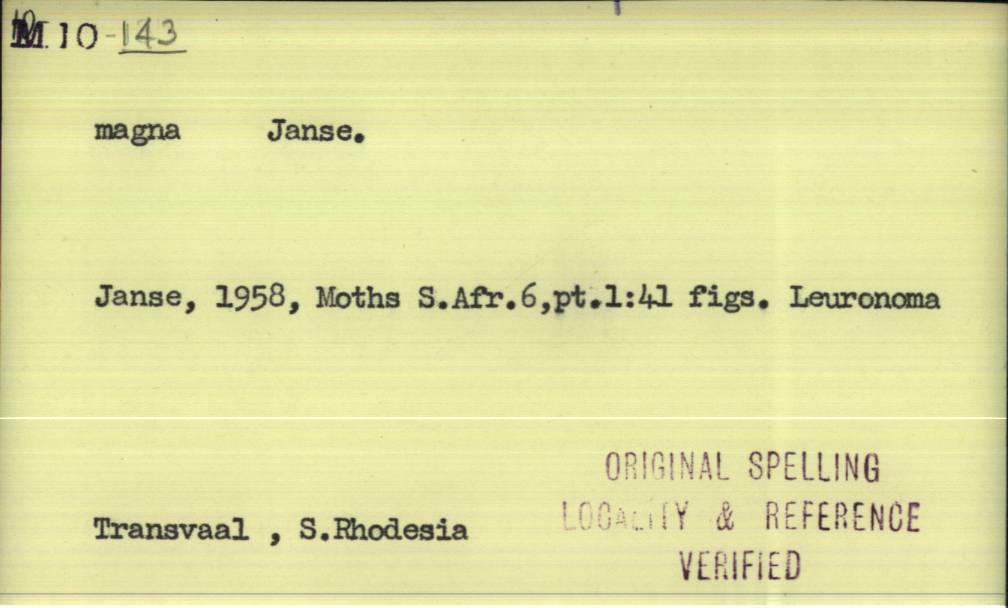 M 10-143
magna Janse.
Janse, 1958, Moths S.Afr.6,pt.1:41 figs. Leuronoma
Transvaal , S.Rhodesia
ORIGINAL SPELLING
LOCALITY & REFERENCE
VERIFIED